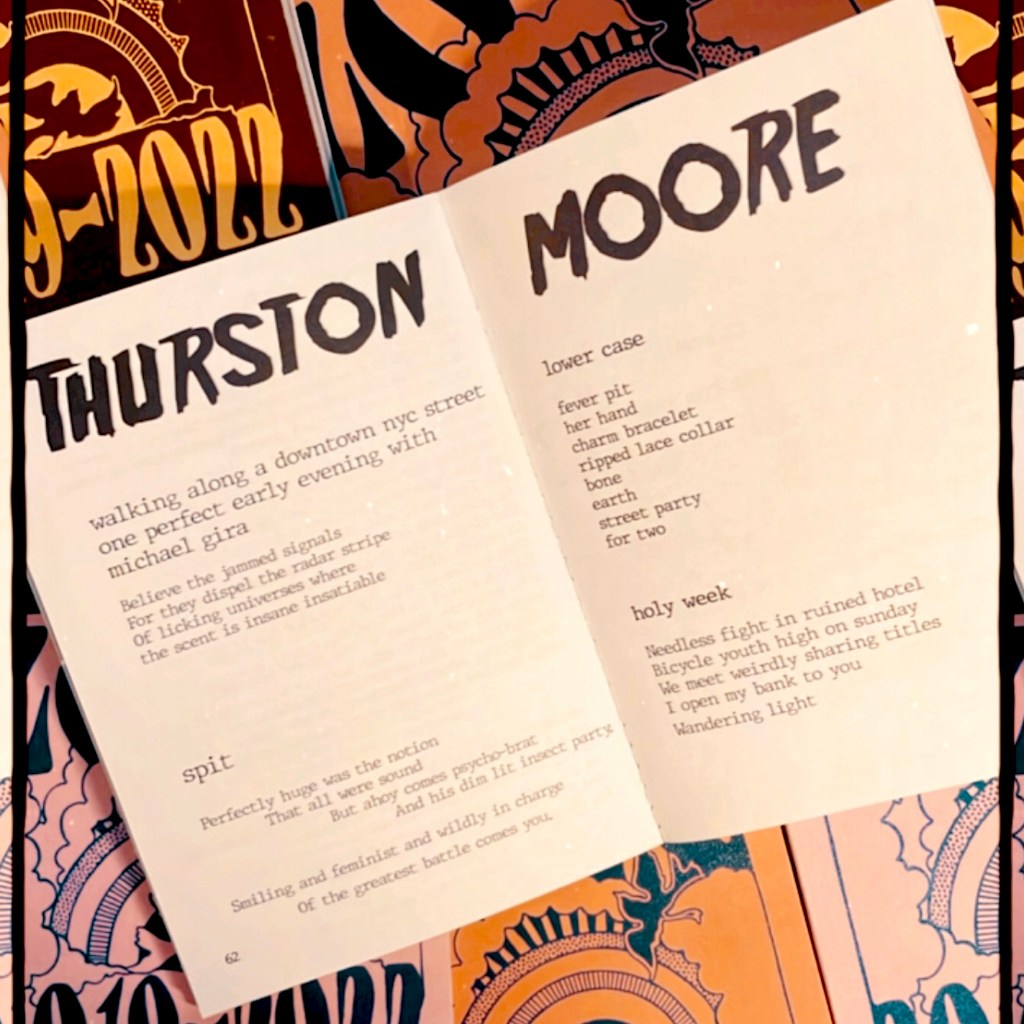 9-2022
THURSTON
walking along a downtown nyc street
one perfect early evening with
michael gira
Believe the jammed signals
For they dispel the radar stripe
Of licking universes where
the scent is insane insatiable
spit
Perfectly huge was the notion
That all were sound
But ahoy comes psycho-brat
And his dim lit insect party.
Smiling and feminist and wildly in charge
Of the greatest battle comes you.
62
MOORE
lower case
fever pit
her hand
charm bracelet
ripped lace collar
bone
earth
street party
for two
holy week
Needless fight in ruined hotel
Bicycle youth high on sunday
We meet weirdly sharing titles
I open my bank to you
Wandering light
2019-2022
20